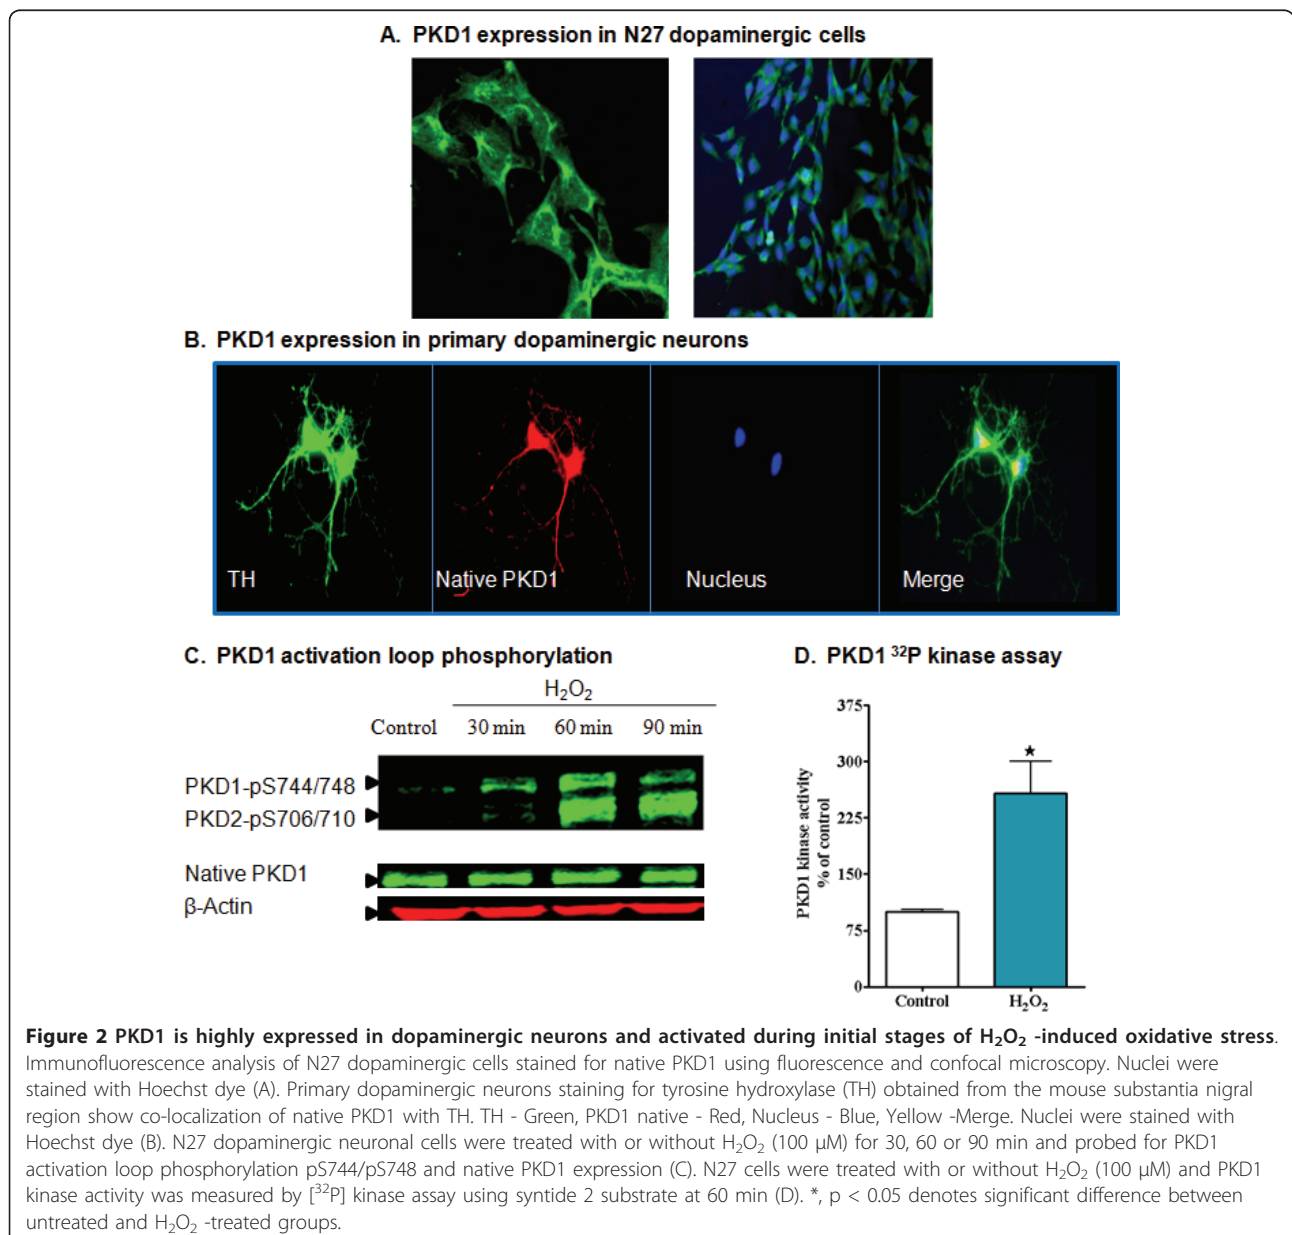 A. PKD1 expression in N27 dopaminergic cells
B. PKD1 expression in primary dopaminergic neurons
TH
Native PKD1
Nucleus
Merge
C. PKD1 activation loop phosphorylation
H₂O₂
Control 30 min 60 min 90 min
PKD1-pS744/748
PKD2-pS706/710
Native PKD1
β-Actin
D. PKD1 ³²P kinase assay
PKD1 kinase activity
% of control
375
300
225
150
75
0
★
Control H₂O₂
Figure 2 PKD1 is highly expressed in dopaminergic neurons and activated during initial stages of H₂O₂ -induced oxidative stress.
Immunofluorescence analysis of N27 dopaminergic cells stained for native PKD1 using fluorescence and confocal microscopy. Nuclei were
stained with Hoechst dye (A). Primary dopaminergic neurons staining for tyrosine hydroxylase (TH) obtained from the mouse substantia nigral
region show co-localization of native PKD1 with TH. TH - Green, PKD1 native - Red, Nucleus - Blue, Yellow -Merge. Nuclei were stained with
Hoechst dye (B). N27 dopaminergic neuronal cells were treated with or without H₂O₂ (100 μM) for 30, 60 or 90 min and probed for PKD1
activation loop phosphorylation pS744/pS748 and native PKD1 expression (C). N27 cells were treated with or without H₂O₂ (100 μM) and PKD1
kinase activity was measured by [³²P] kinase assay using syntide 2 substrate at 60 min (D). *, p < 0.05 denotes significant difference between
untreated and H₂O₂ -treated groups.